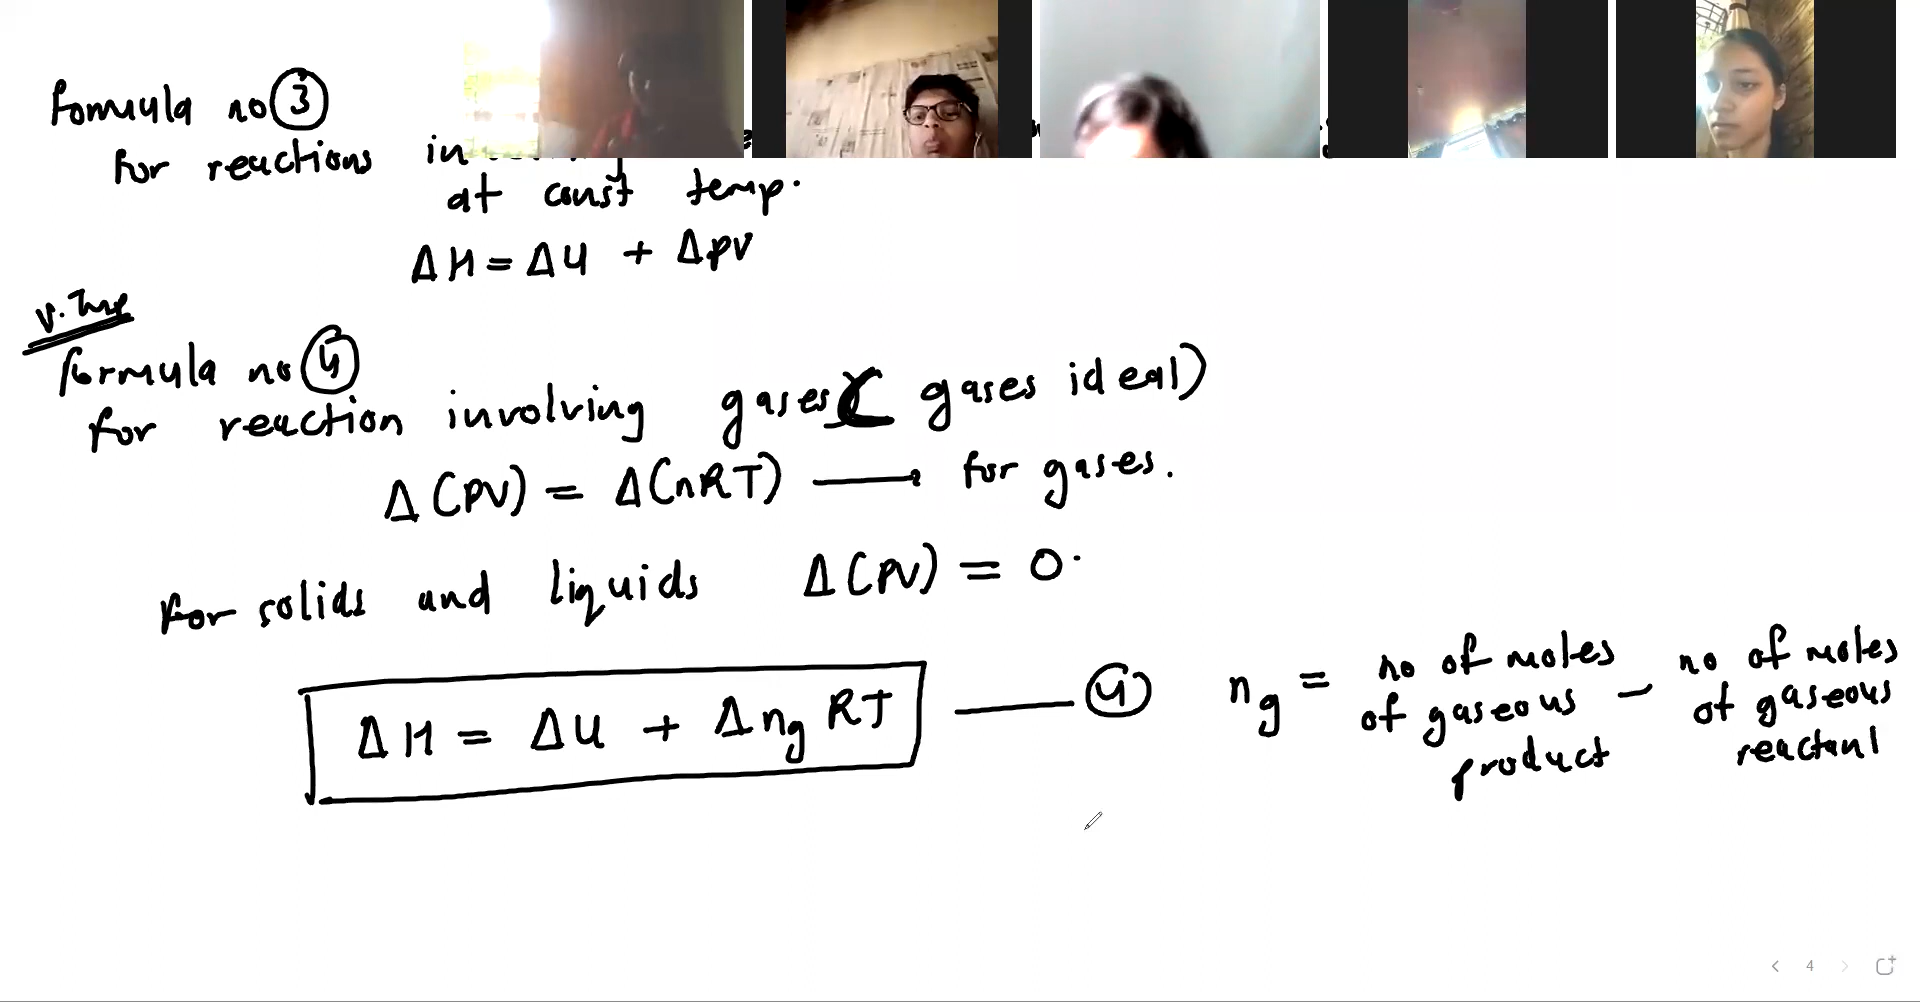 Fomula no ③
for reactions in
at const temp.
ΔH = ΔU + ΔPV
V. Imp
formula no ④
for reaction involving gases ( gases ideal)
Δ(PV) = Δ(nRT) → for gases.
for solids and liquids Δ(PV) = 0.
ΔH = ΔU + Δng RT — ④
ng = no of moles of gaseous product − no of moles of gaseous reactant
4